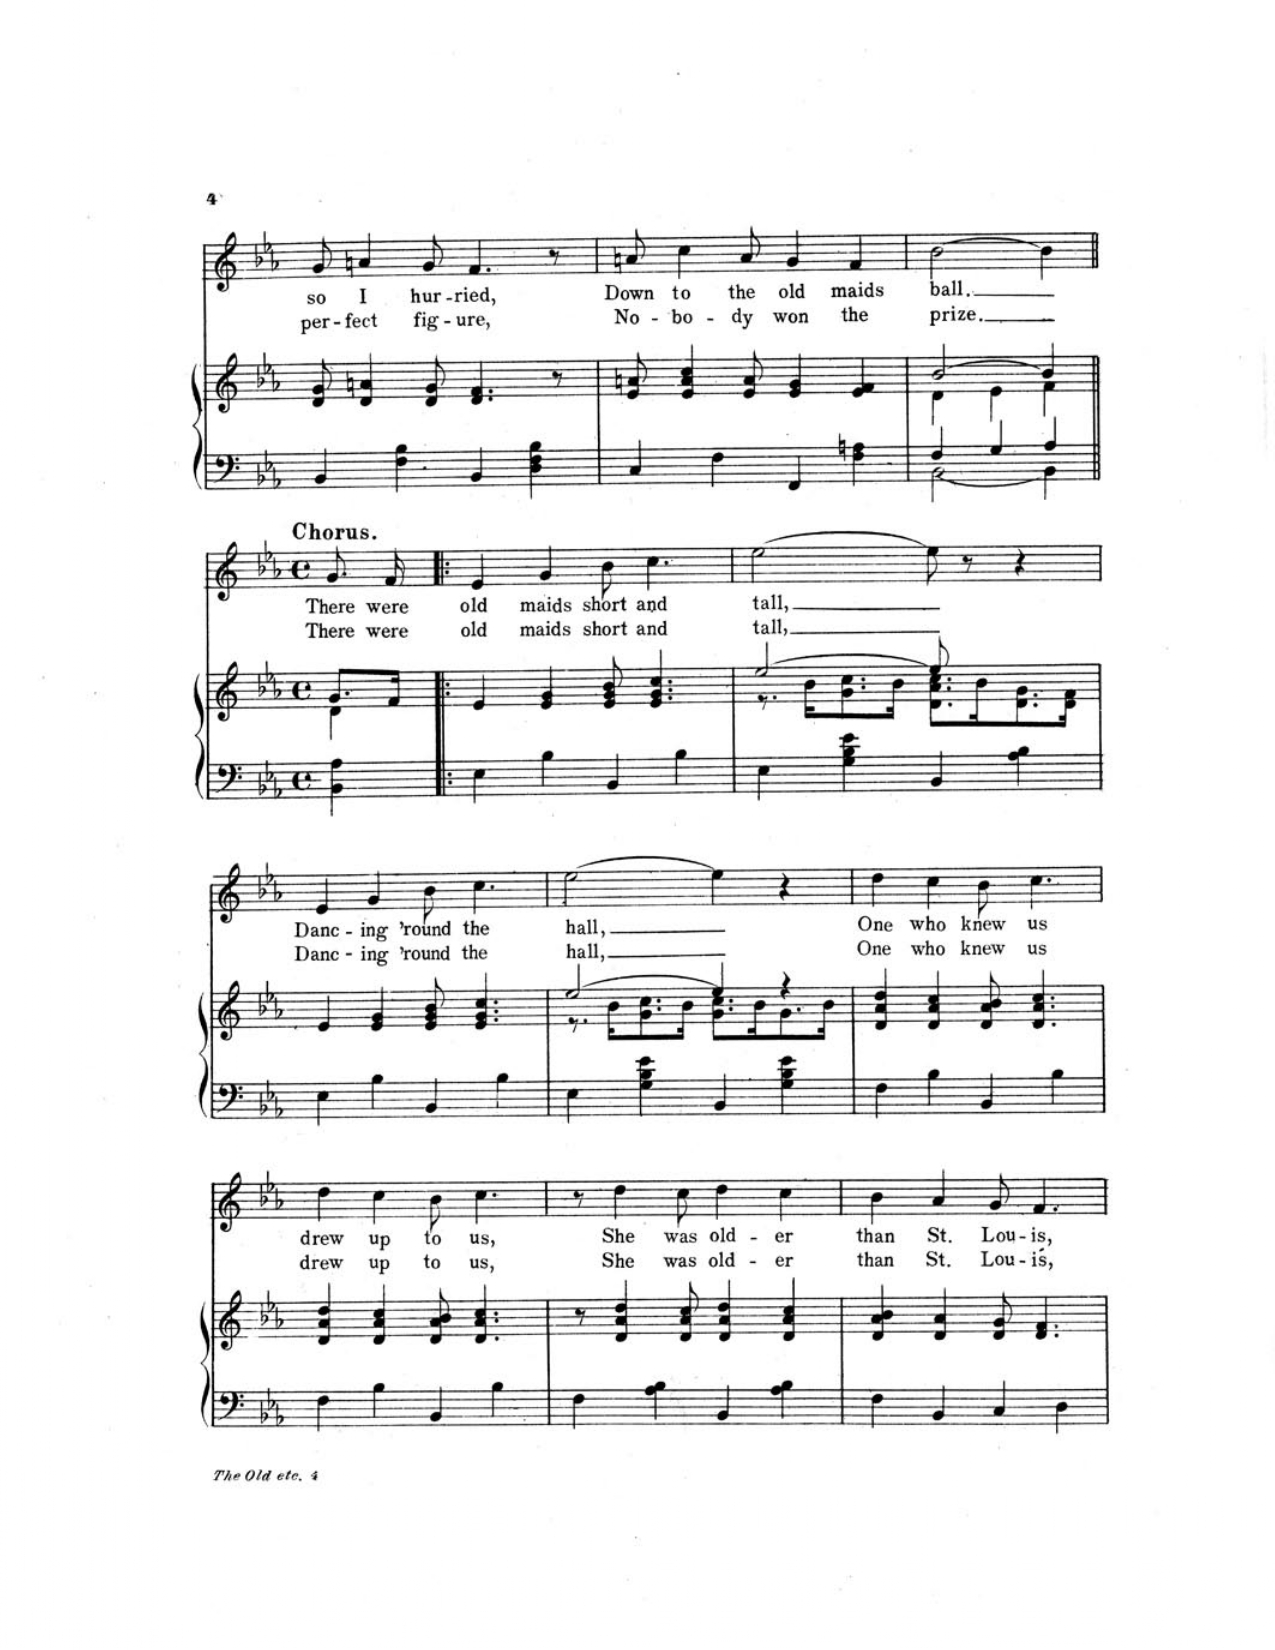 4
so I hur-ried, Down to the old maids ball.
per-fect fig-ure, No-bo-dy won the prize.
Chorus.
There were old maids short and tall,
There were old maids short and tall,
Danc-ing 'round the hall, One who knew us
Danc-ing 'round the hall, One who knew us
drew up to us, She was old-er than St. Lou-is,
drew up to us, She was old-er than St. Lou-is,
The Old etc. 4